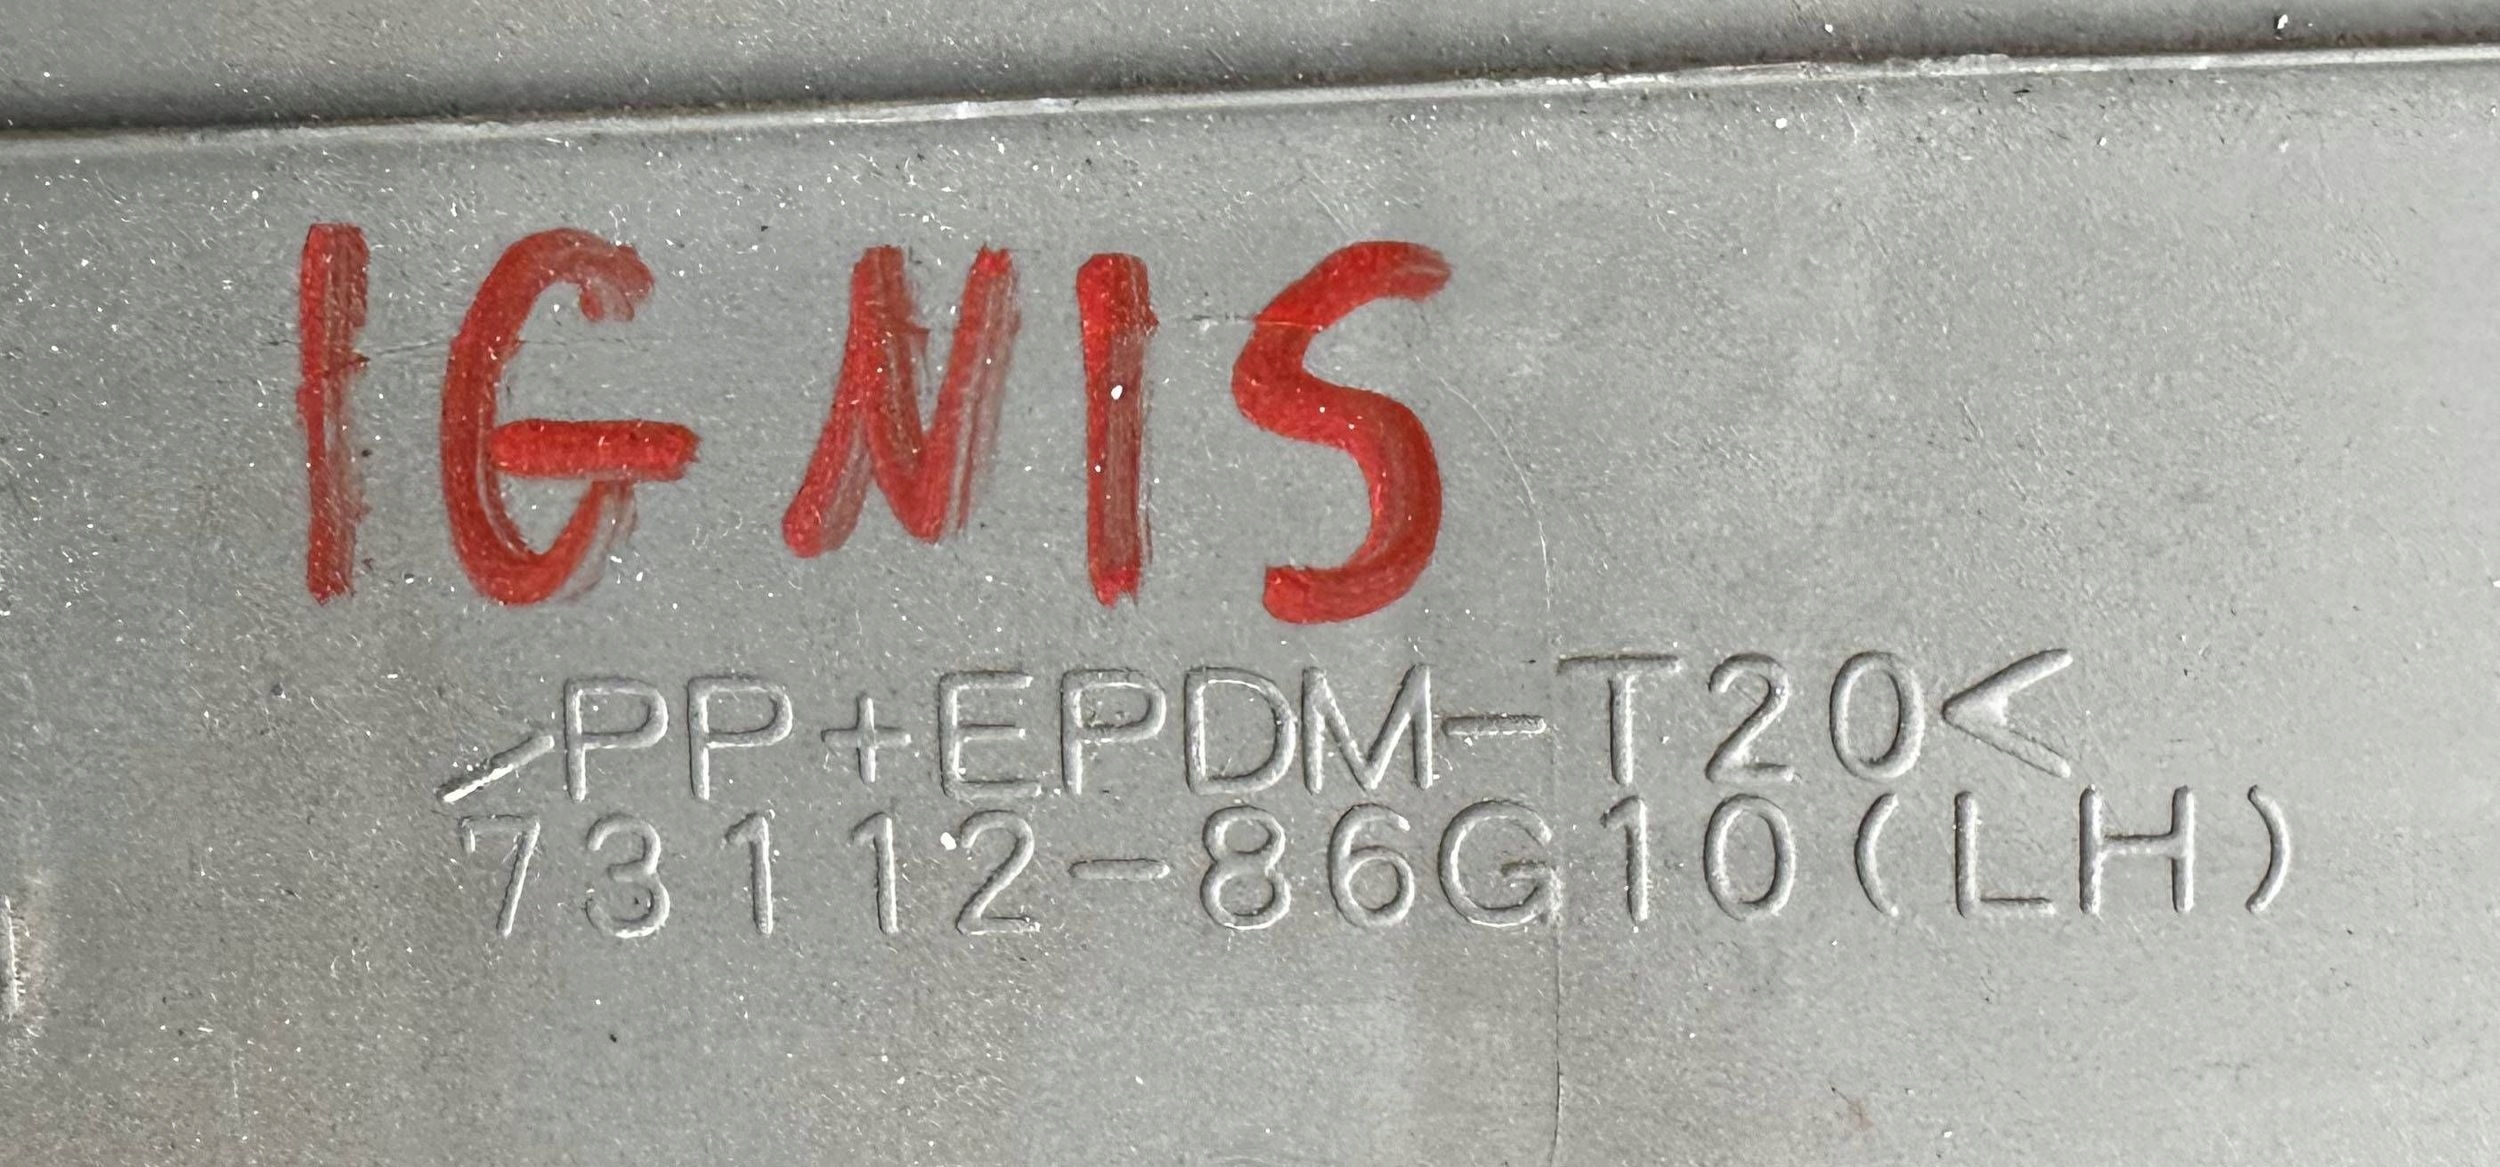 IGNIS
>PP+EPDM-T20<
73112-86G10(LH)